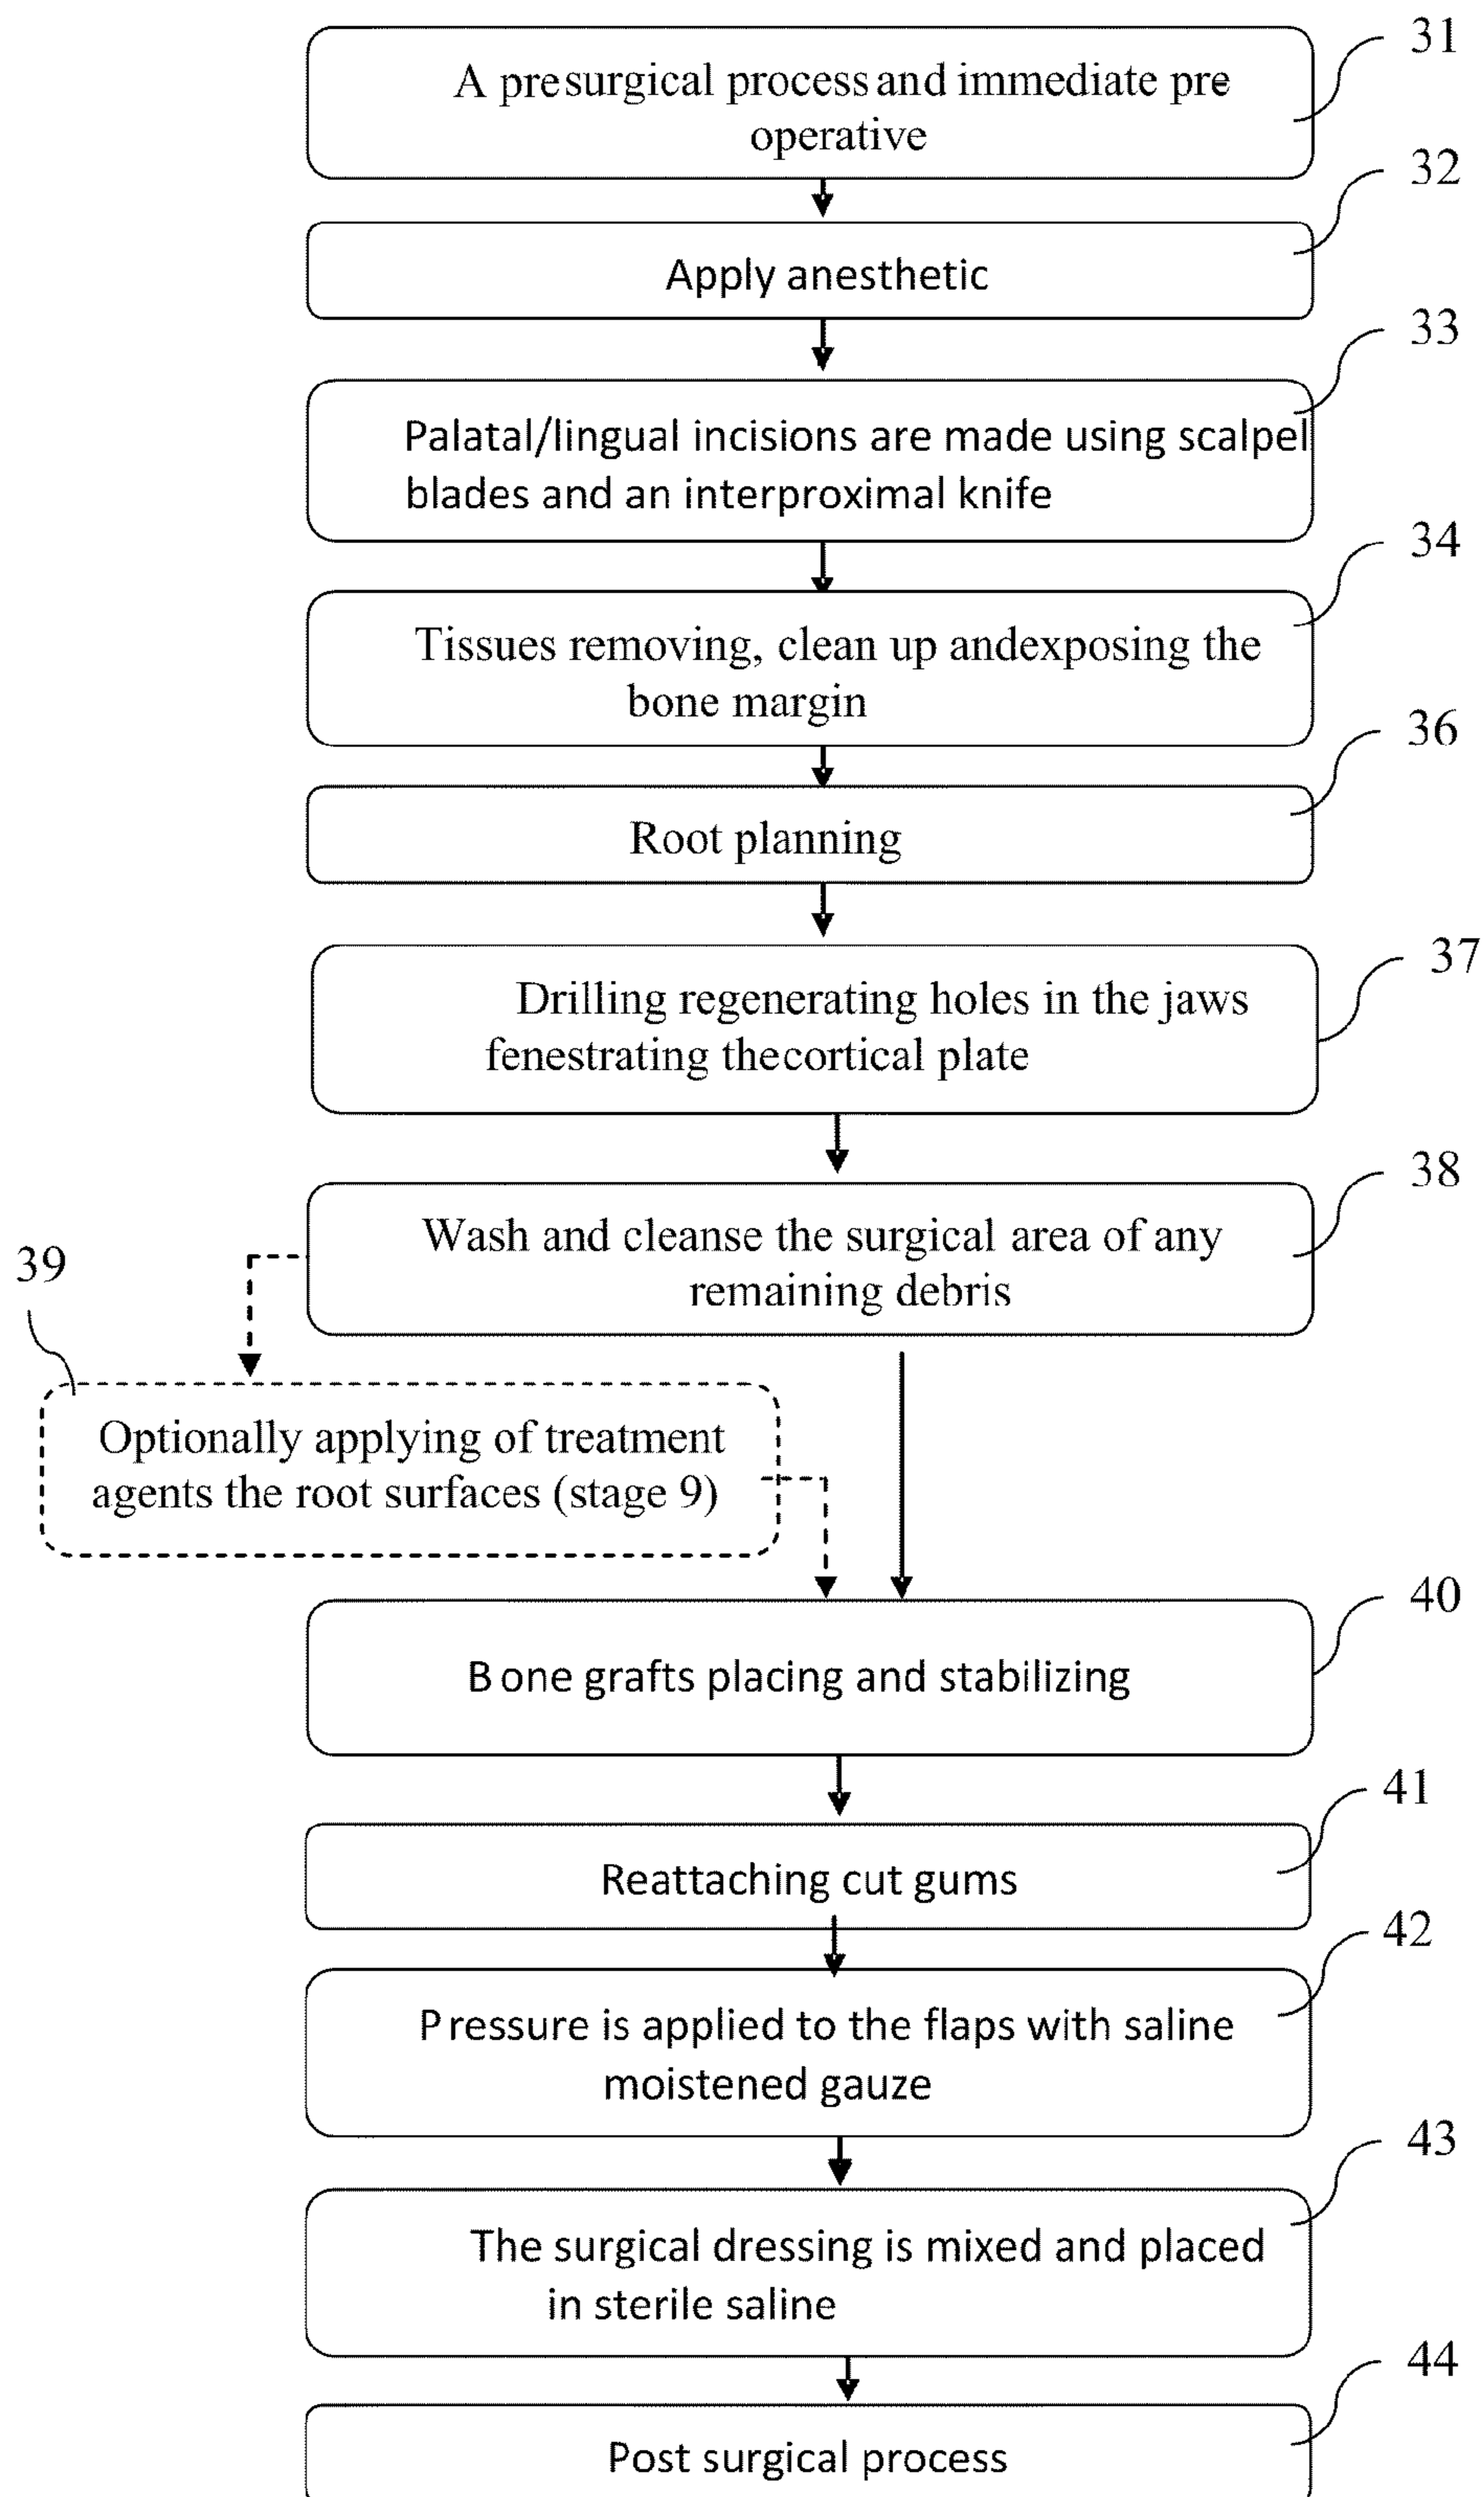 31
A presurgical process and immediate pre
operative
32
Apply anesthetic
33
Palatal/lingual incisions are made using scalpel
blades and an interproximal knife
34
Tissues removing, clean up andexposing the
bone margin
36
Root planning
37
Drilling regenerating holes in the jaws
fenestrating thecortical plate
38
Wash and cleanse the surgical area of any
remaining debris
39
Optionally applying of treatment
agents the root surfaces (stage 9)
40
Bone grafts placing and stabilizing
41
Reattaching cut gums
42
Pressure is applied to the flaps with saline
moistened gauze
43
The surgical dressing is mixed and placed
in sterile saline
44
Post surgical process